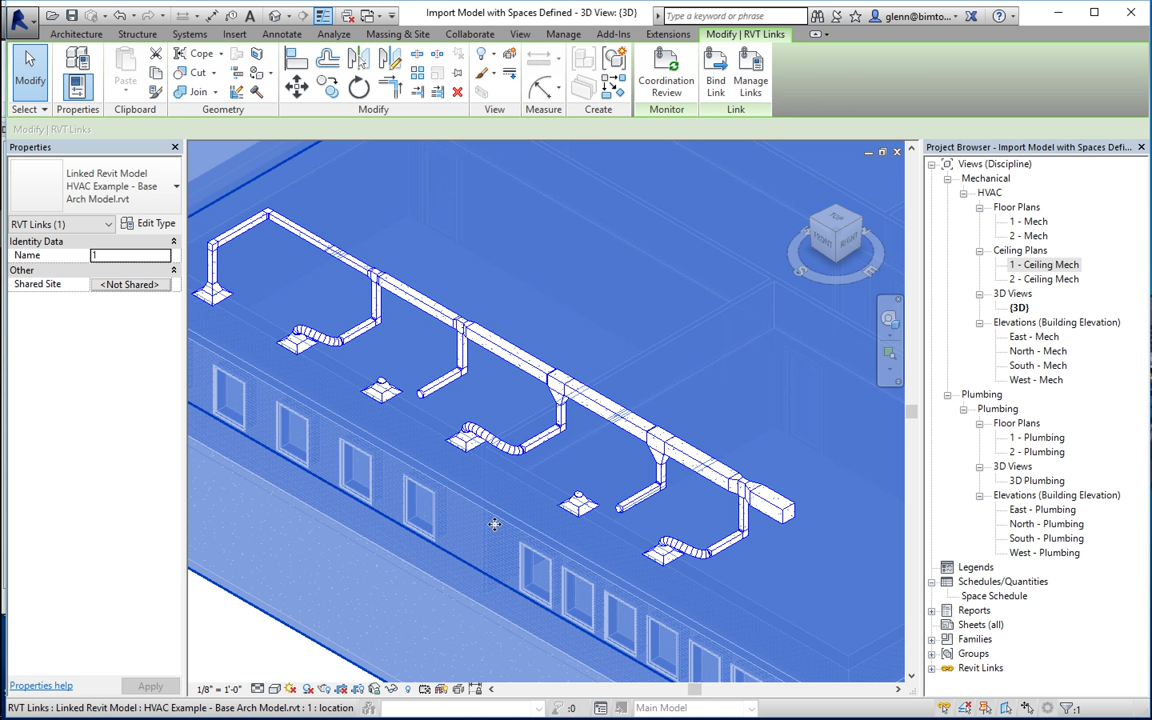 Import Model with Spaces Defined - 3D View: {3D}
Type a keyword or phrase
glenn@bimto...
Architecture
Structure
Systems
Insert
Annotate
Analyze
Massing & Site
Collaborate
View
Manage
Add-Ins
Extensions
Modify | RVT Links
Modify
Paste
Cope
Cut
Join
Coordination
Review
Bind
Link
Manage
Links
Select
Properties
Clipboard
Geometry
Modify
View
Measure
Create
Monitor
Link
Modify | RVT Links
Properties
Linked Revit Model
HVAC Example - Base
Arch Model.rvt
RVT Links (1)
Edit Type
Identity Data
Name
1
Other
Shared Site
<Not Shared>
Properties help
Apply
TOP
FRONT
RIGHT
S
E
1/8" = 1'-0"
Project Browser - Import Model with Spaces Defi...
Views (Discipline)
Mechanical
HVAC
Floor Plans
1 - Mech
2 - Mech
Ceiling Plans
1 - Ceiling Mech
2 - Ceiling Mech
3D Views
{3D}
Elevations (Building Elevation)
East - Mech
North - Mech
South - Mech
West - Mech
Plumbing
Plumbing
Floor Plans
1 - Plumbing
2 - Plumbing
3D Views
3D Plumbing
Elevations (Building Elevation)
East - Plumbing
North - Plumbing
South - Plumbing
West - Plumbing
Legends
Schedules/Quantities
Space Schedule
Reports
Sheets (all)
Families
Groups
Revit Links
RVT Links : Linked Revit Model : HVAC Example - Base Arch Model.rvt : 1 : location
:0
Main Model
:1